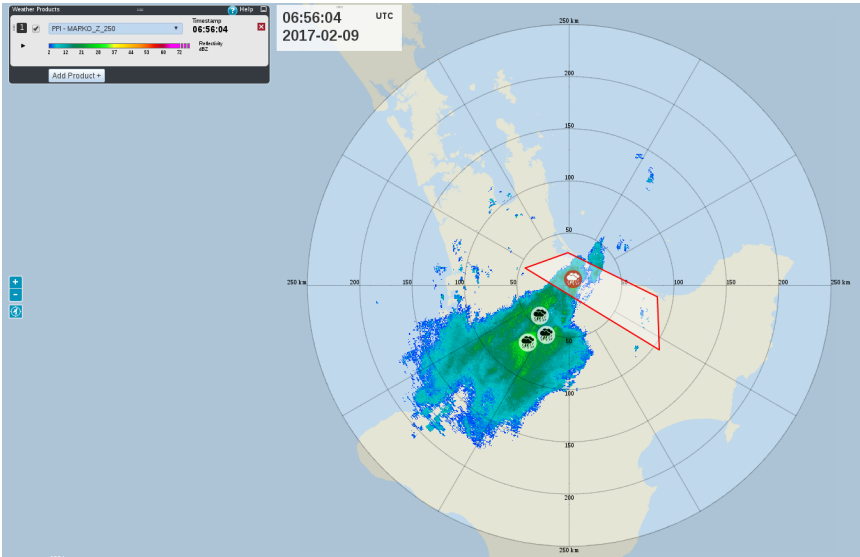 Weather Products
Help
1
PPI - MARKO_Z_250
Timestamp
06:56:04
2 12 21 28 37 44 53 60 72
Reflectivity
dBZ
Add Product +
06:56:04 UTC
2017-02-09
250 km
200
150
100
50
250 km 200 150 100 50 50 100 150 200 250 km
50
100
150
200
250 km